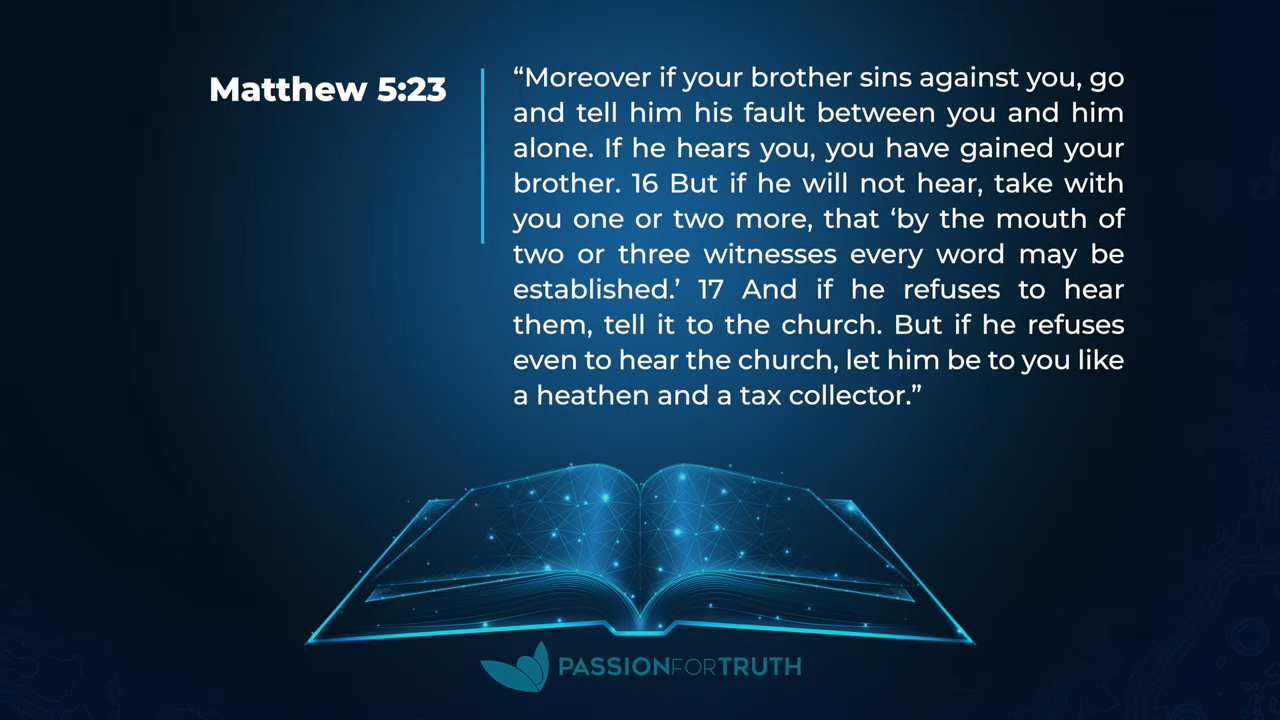 Matthew 5:23
“Moreover if your brother sins against you, go
and tell him his fault between you and him
alone. If he hears you, you have gained your
brother. 16 But if he will not hear, take with
you one or two more, that ‘by the mouth of
two or three witnesses every word may be
established.’ 17 And if he refuses to hear
them, tell it to the church. But if he refuses
even to hear the church, let him be to you like
a heathen and a tax collector.”
PASSIONFORTRUTH